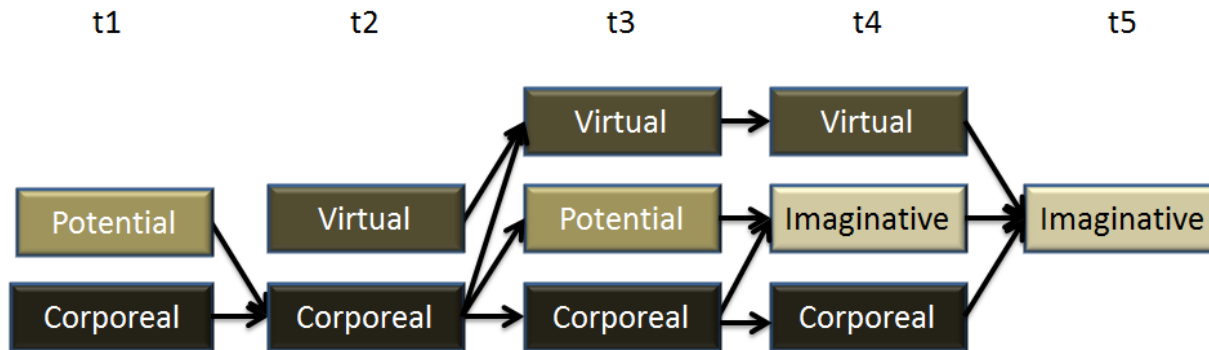 t1 t2 t3 t4 t5
Virtual Virtual
Potential Virtual Potential Imaginative Imaginative
Corporeal Corporeal Corporeal Corporeal